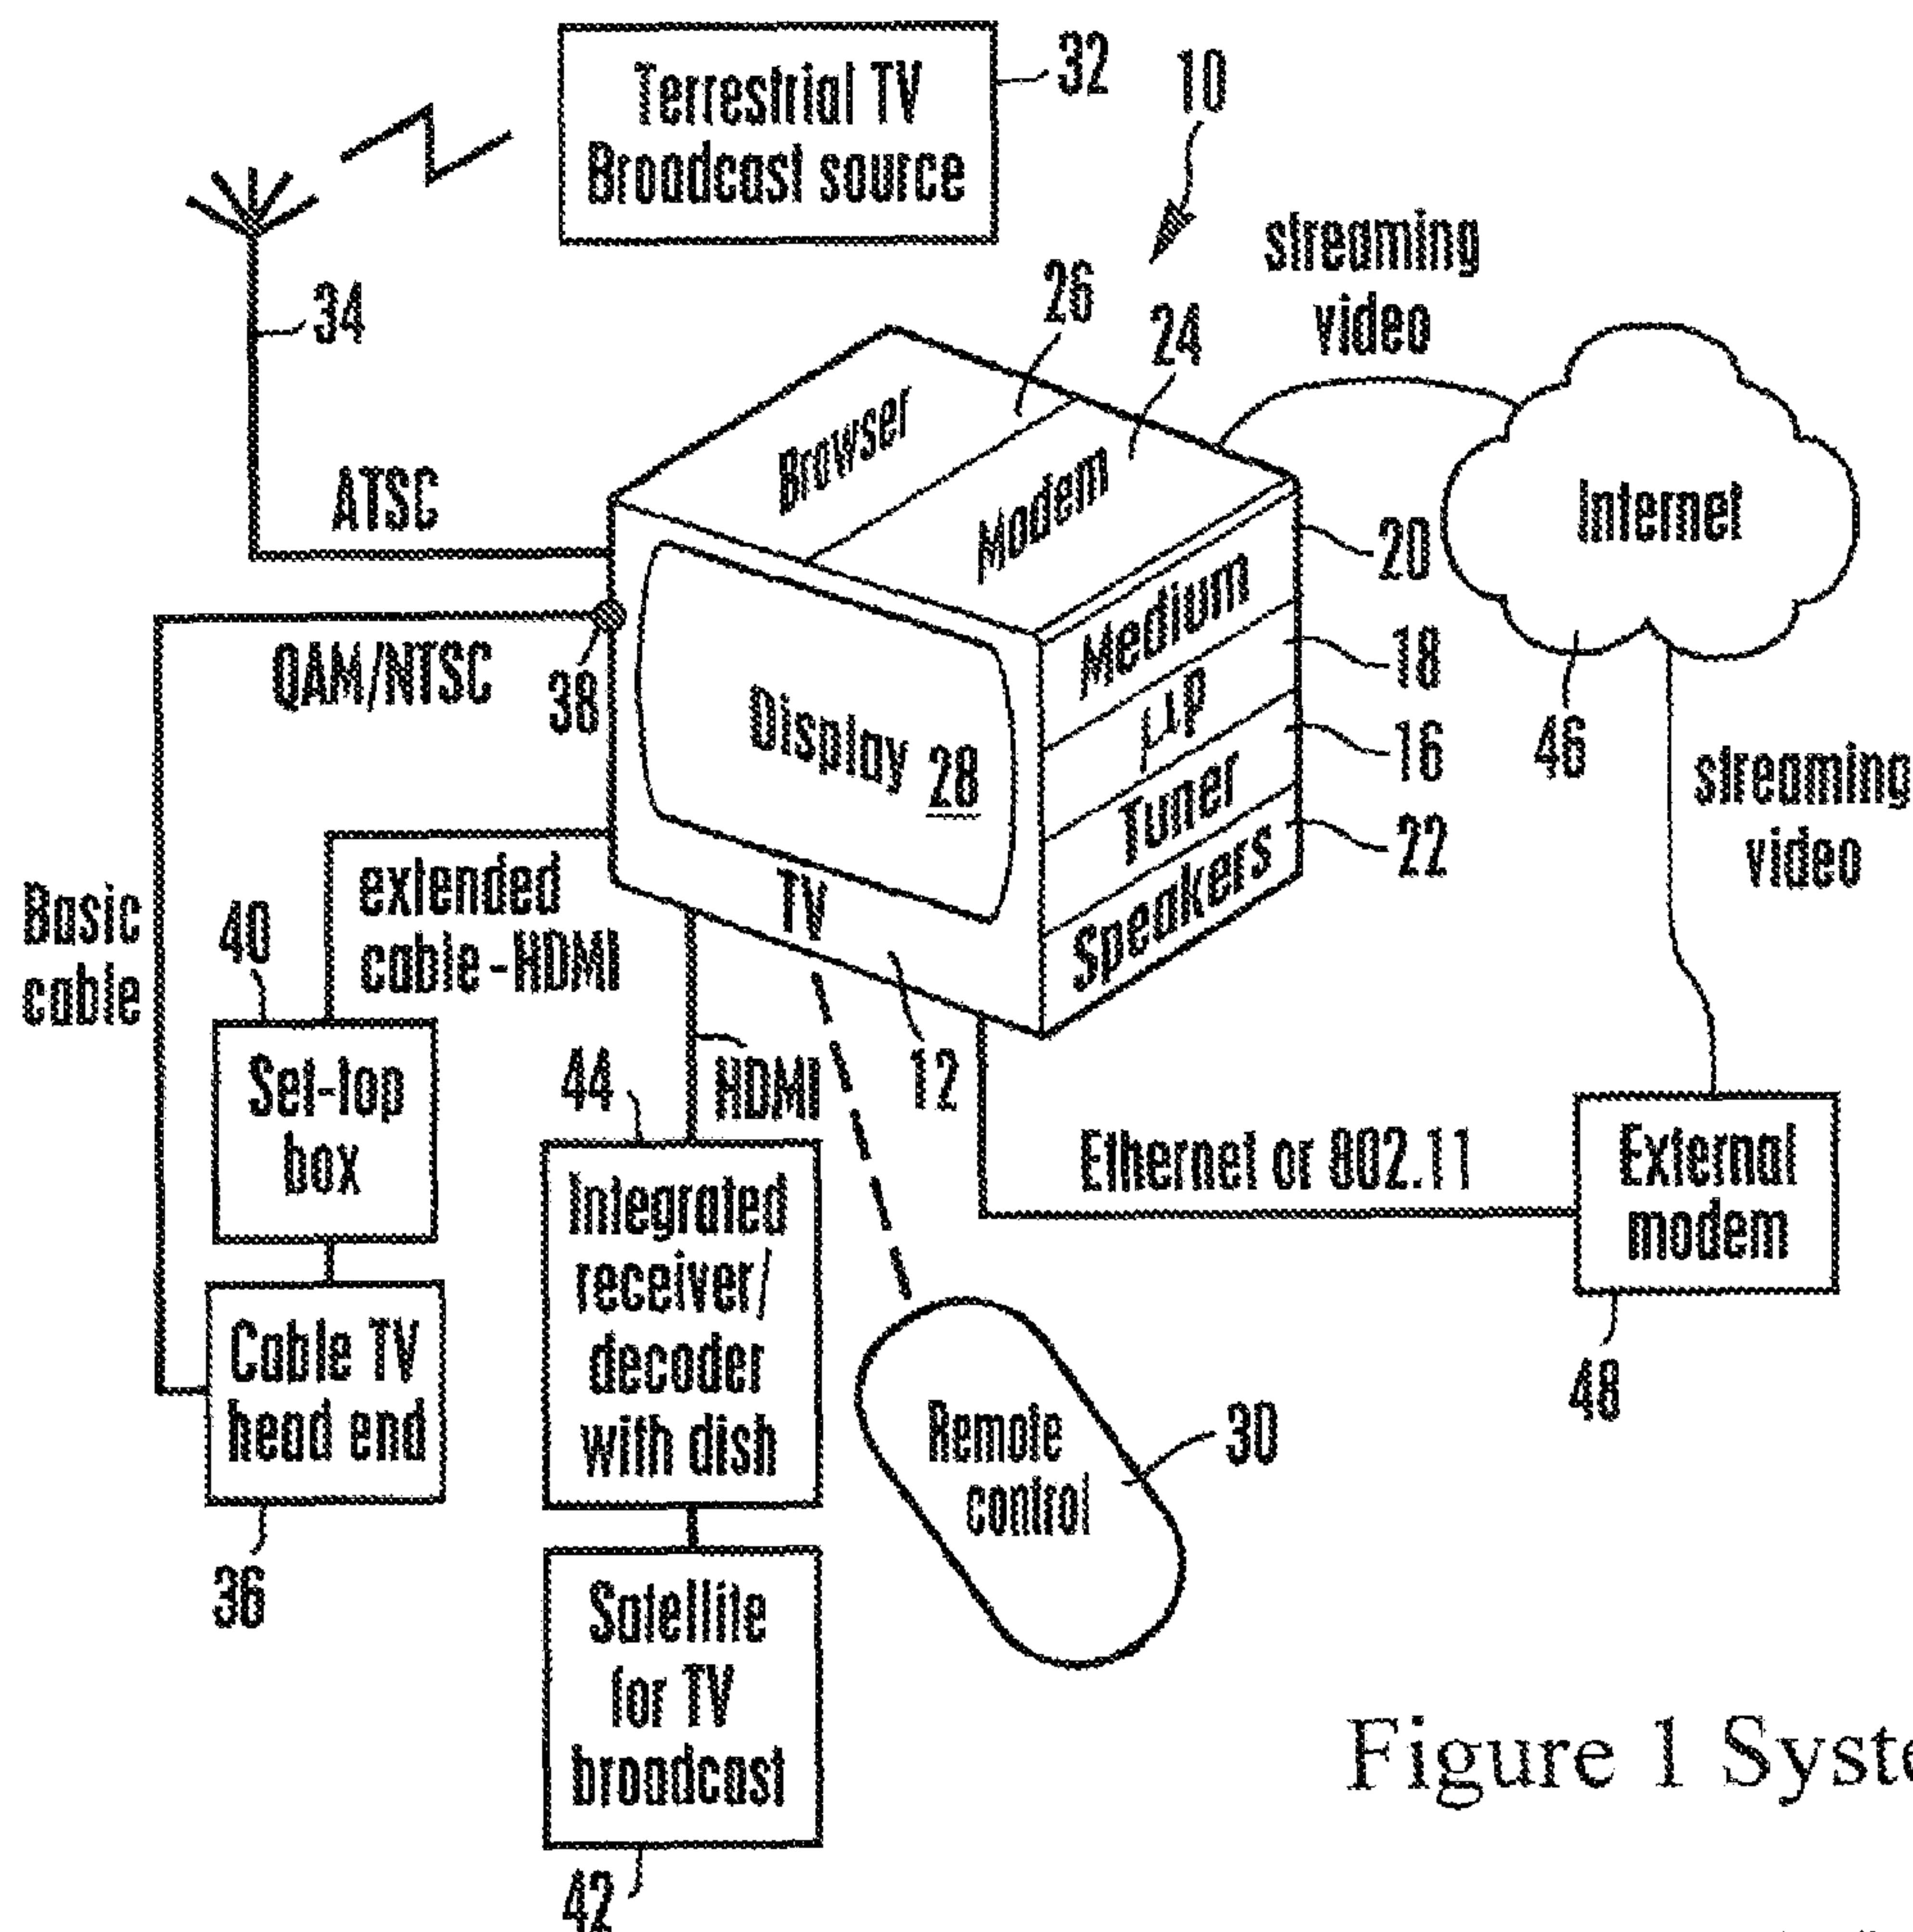 Terrestrial TV
Broadcast source
32
10
34
26
24
streaming
video
ATSC
Browser
Modem
Internet
20
Medium
18
QAM/NTSC
38
Display 28
μP
16
46
Tuner
22
Speakers
streaming
video
TV
Basic
cable
extended
cable-HDMI
40
12
HDMI
44
Set-top
box
Ethernet or 802.11
External
modem
48
Integrated
receiver/
decoder
with dish
Cable TV
head end
36
Remote
control
30
Satellite
for TV
broadcast
42
Figure 1 Syste